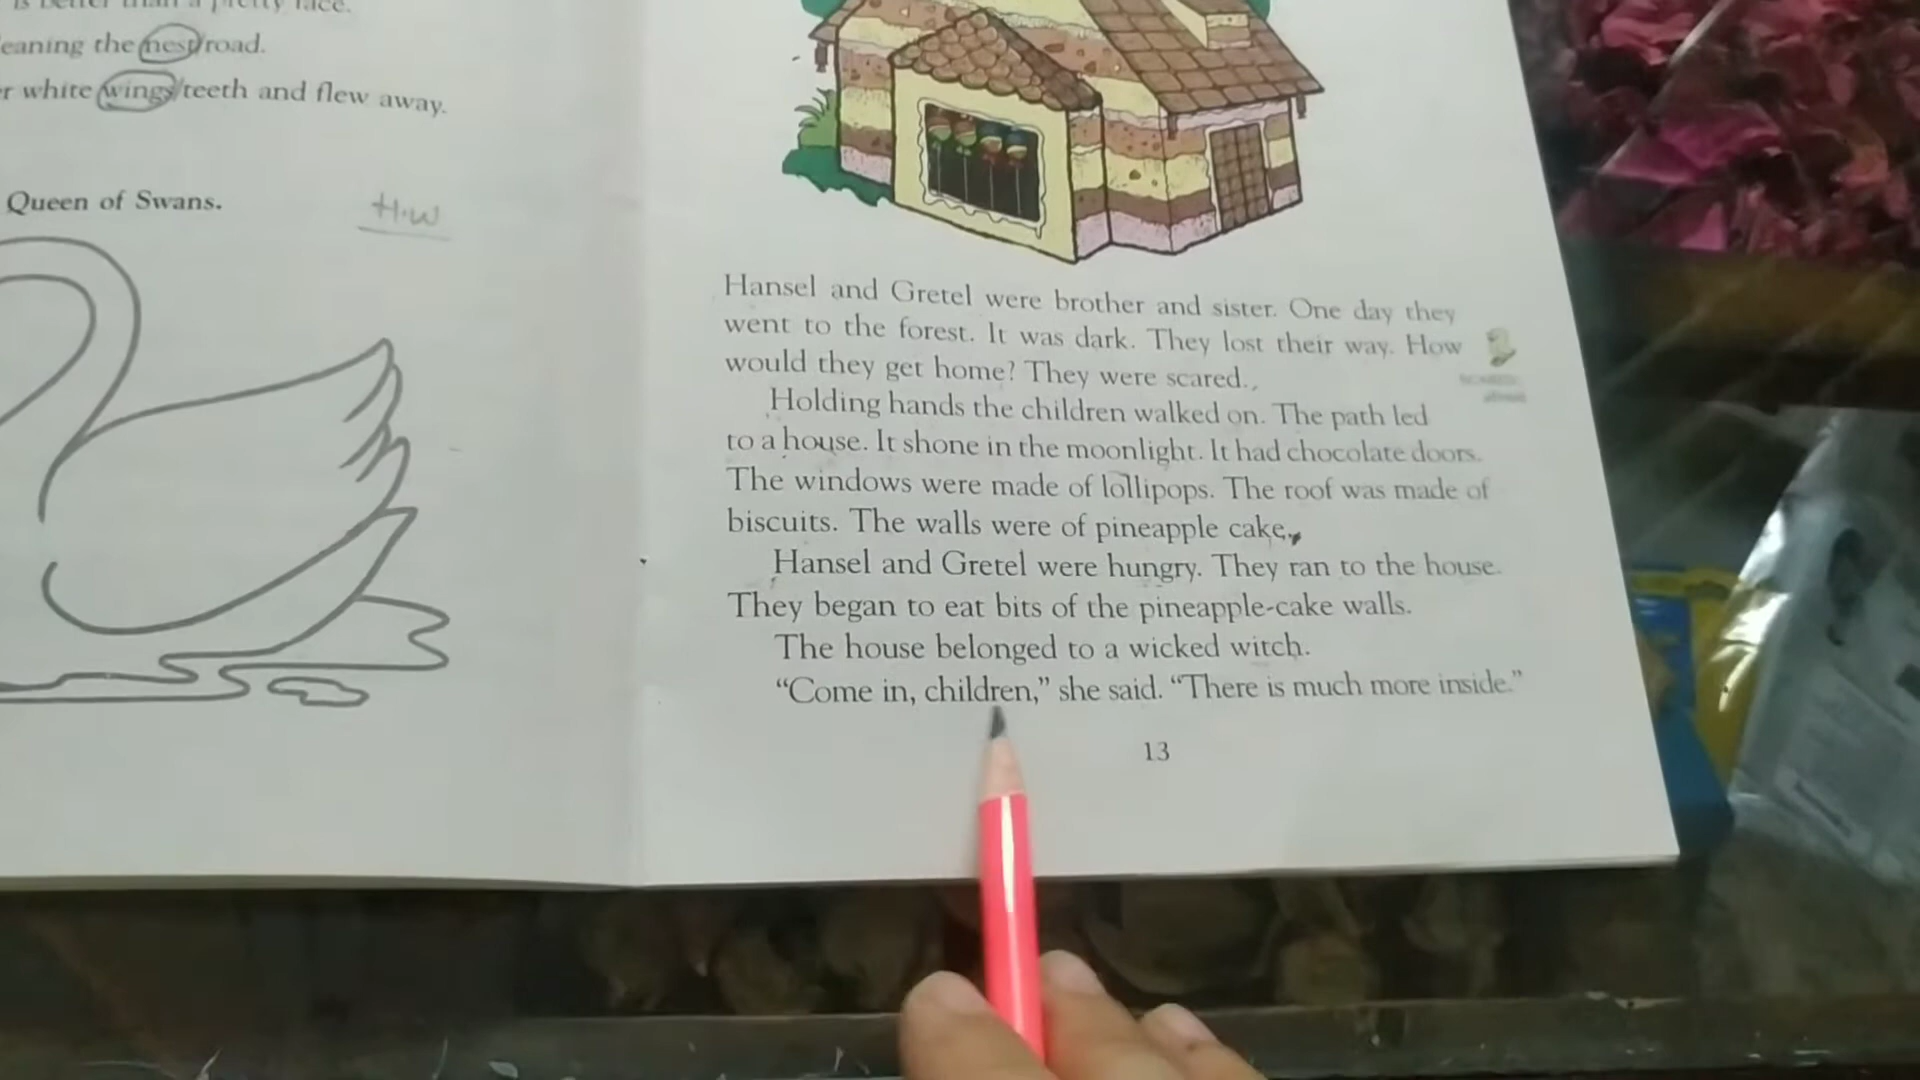 is better than a pretty face.
eaning the nest/road.
r white wings/teeth and flew away.
Queen of Swans.
H.W
Hansel and Gretel were brother and sister. One day they
went to the forest. It was dark. They lost their way. How
would they get home? They were scared.
Holding hands the children walked on. The path led
to a house. It shone in the moonlight. It had chocolate doors.
The windows were made of lollipops. The roof was made of
biscuits. The walls were of pineapple cake.
Hansel and Gretel were hungry. They ran to the house.
They began to eat bits of the pineapple-cake walls.
The house belonged to a wicked witch.
“Come in, children,” she said. “There is much more inside.”
13